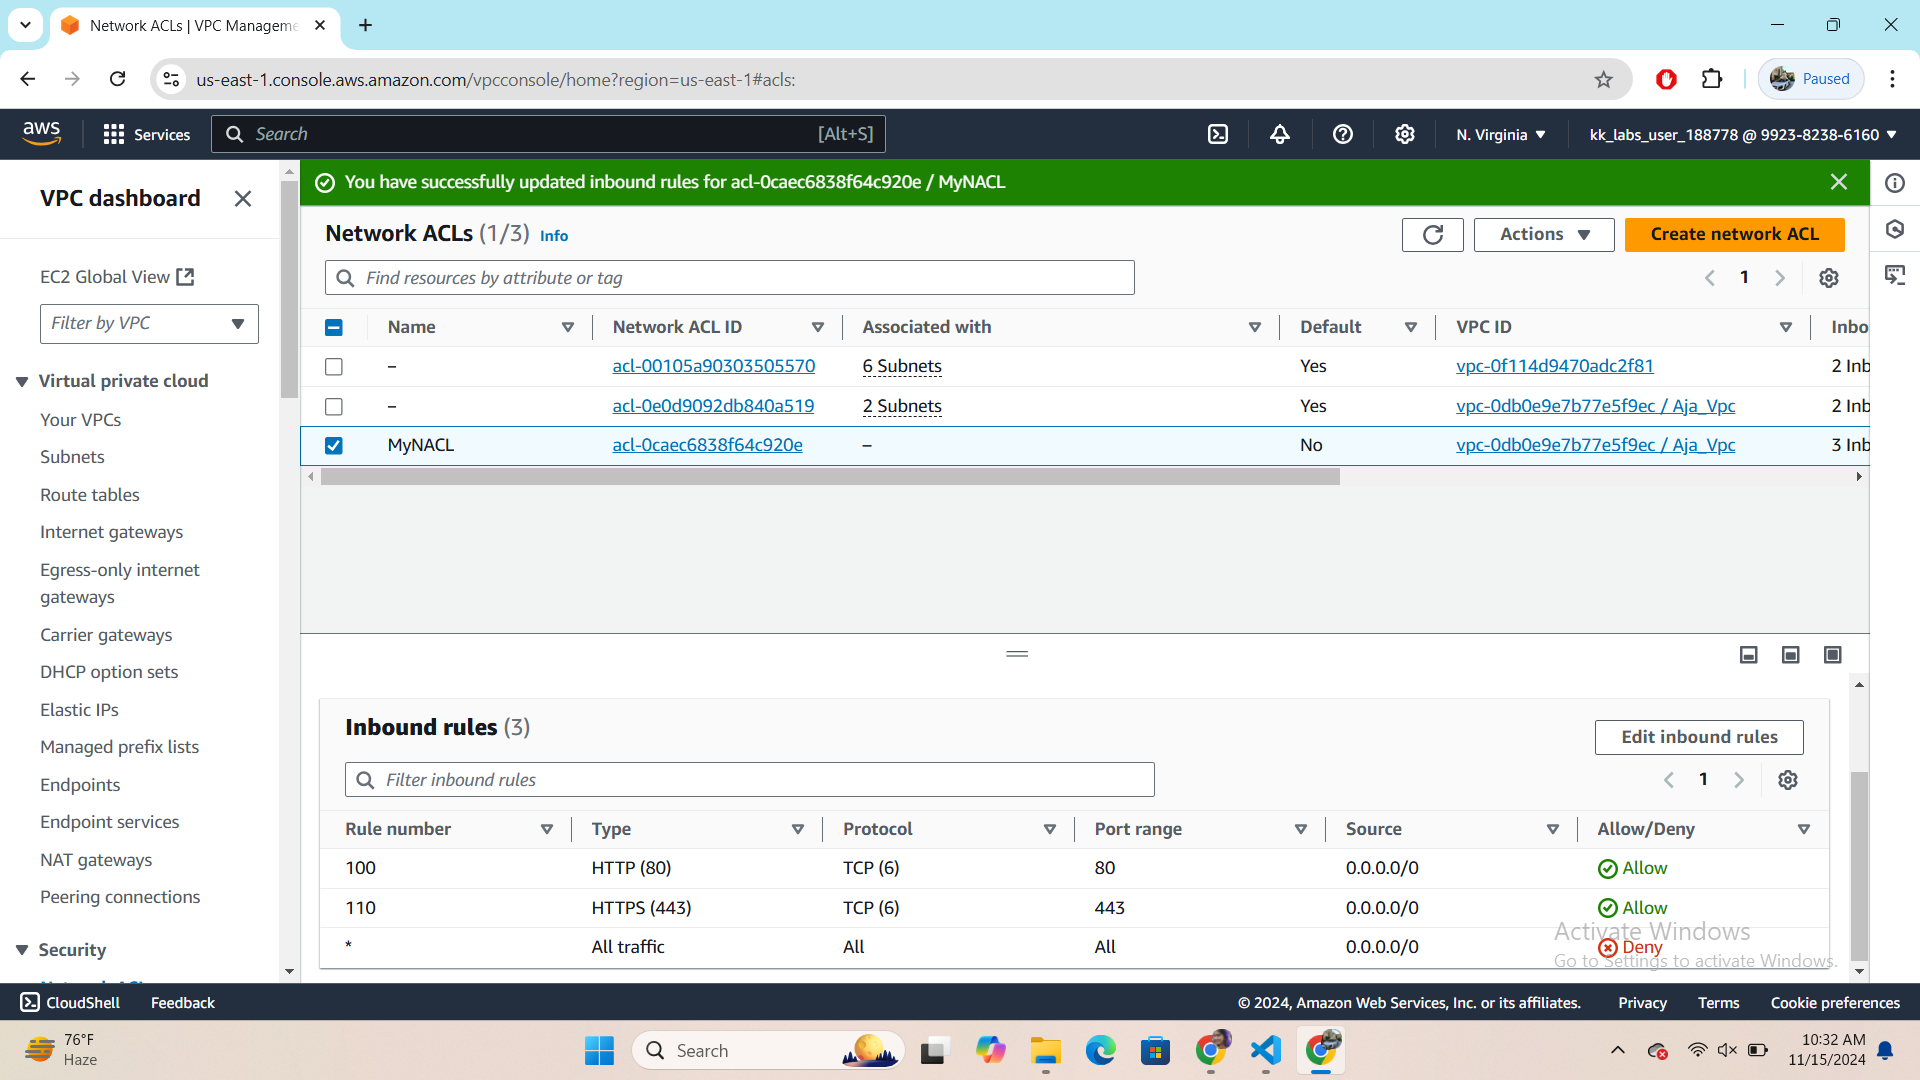 Network ACLs | VPC Manageme
us-east-1.console.aws.amazon.com/vpcconsole/home?region=us-east-1#acls:
Paused
aws
Services
Search
[Alt+S]
N. Virginia
kk_labs_user_188778 @ 9923-8238-6160
VPC dashboard
EC2 Global View
Filter by VPC
Virtual private cloud
Your VPCs
Subnets
Route tables
Internet gateways
Egress-only internet
gateways
Carrier gateways
DHCP option sets
Elastic IPs
Managed prefix lists
Endpoints
Endpoint services
NAT gateways
Peering connections
Security
You have successfully updated inbound rules for acl-0caec6838f64c920e / MyNACL
Network ACLs (1/3) Info
Actions
Create network ACL
Find resources by attribute or tag
1
Name Network ACL ID Associated with Default VPC ID Inbo
– acl-00105a90303505570 6 Subnets Yes vpc-0f114d9470adc2f81 2 Inb
– acl-0e0d9092db840a519 2 Subnets Yes vpc-0db0e9e7b77e5f9ec / Aja_Vpc 2 Inb
MyNACL acl-0caec6838f64c920e – No vpc-0db0e9e7b77e5f9ec / Aja_Vpc 3 Inb
Inbound rules (3)
Edit inbound rules
Filter inbound rules
1
Rule number Type Protocol Port range Source Allow/Deny
100 HTTP (80) TCP (6) 80 0.0.0.0/0 Allow
110 HTTPS (443) TCP (6) 443 0.0.0.0/0 Allow
* All traffic All All 0.0.0.0/0 Deny
Activate Windows
Go to Settings to activate Windows.
CloudShell
Feedback
© 2024, Amazon Web Services, Inc. or its affiliates.
Privacy
Terms
Cookie preferences
76°F
Haze
Search
10:32 AM
11/15/2024